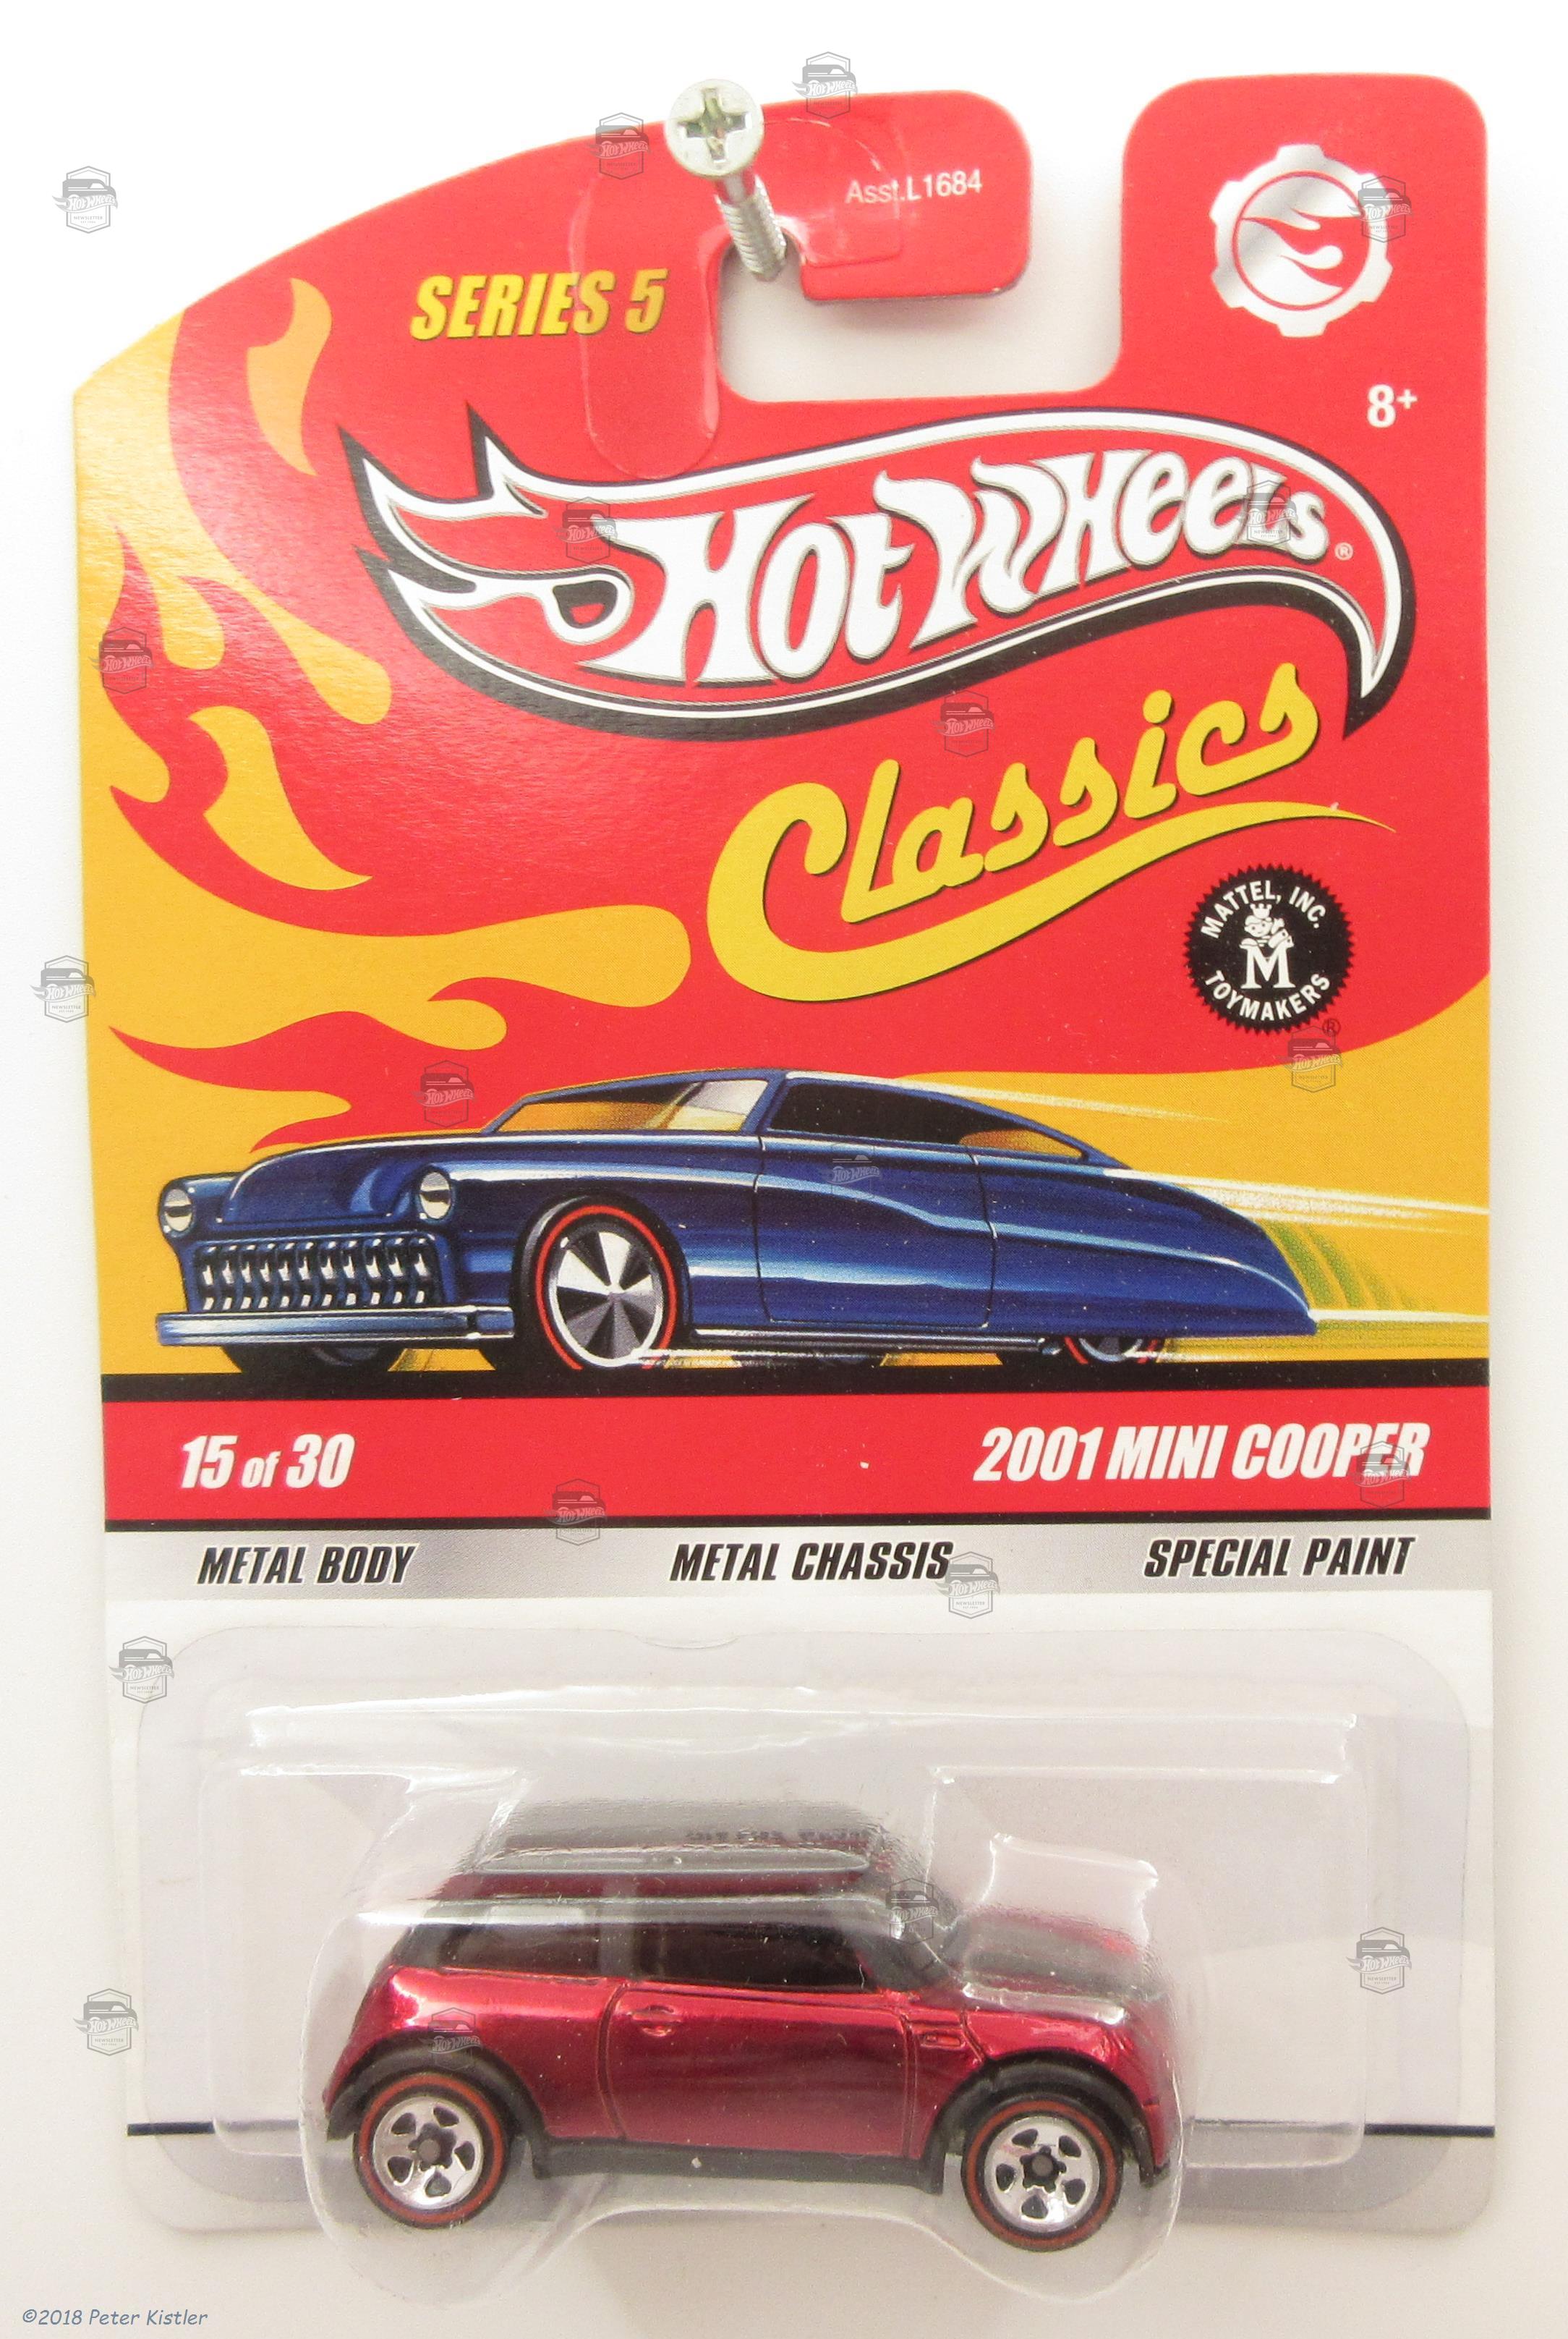 Asst.L1684
SERIES 5
8+
HOT WHEELS®
Classics
MATTEL, INC.
M
TOYMAKERS
®
15 of 30
2001 MINI COOPER
METAL BODY
METAL CHASSIS
SPECIAL PAINT
©2018 Peter Kistler